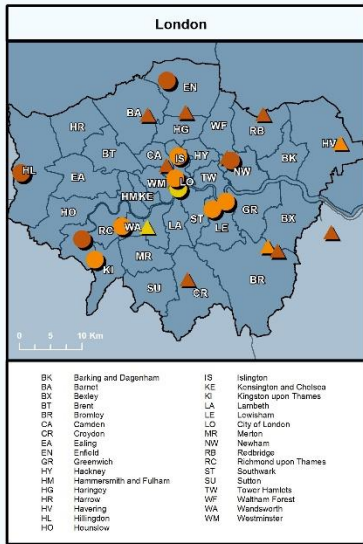 London
EN
BA
HR
HG
WF
RB
HV
BT
CA
IS
HY
BK
HL
EA
WM
LO
TW
NW
HM
KE
HO
RC
WA
LA
ST
LE
GR
BX
KI
MR
SU
CR
BR
0 5 10 Km
BK Barking and Dagenham
BA Barnet
BX Bexley
BT Brent
BR Bromley
CA Camden
CR Croydon
EA Ealing
EN Enfield
GR Greenwich
HY Hackney
HM Hammersmith and Fulham
HG Haringey
HR Harrow
HV Havering
HL Hillingdon
HO Hounslow
IS Islington
KE Kensington and Chelsea
KI Kingston upon Thames
LA Lambeth
LE Lewisham
LO City of London
MR Merton
NW Newham
RB Redbridge
RC Richmond upon Thames
ST Southwark
SU Sutton
TW Tower Hamlets
WF Waltham Forest
WA Wandsworth
WM Westminster